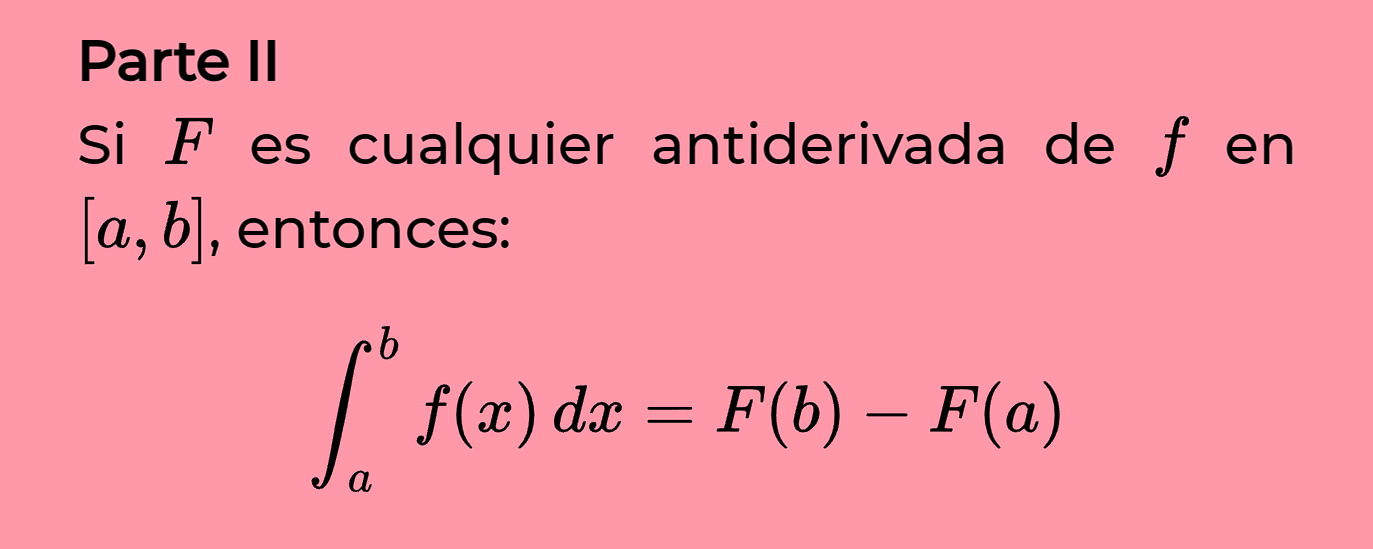 Parte II
Si F es cualquier antiderivada de f en
[a, b], entonces:
∫_a^b f(x) dx = F(b) − F(a)